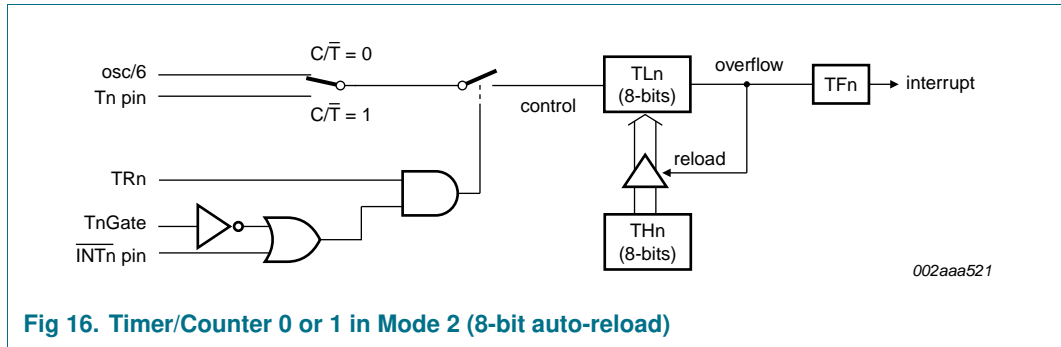 C/T̅ = 0
osc/6
Tn pin
C/T̅ = 1
control
TLn
(8-bits)
overflow
TFn
interrupt
reload
TRn
TnGate
I̅N̅T̅n̅ pin
THn
(8-bits)
002aaa521
Fig 16. Timer/Counter 0 or 1 in Mode 2 (8-bit auto-reload)